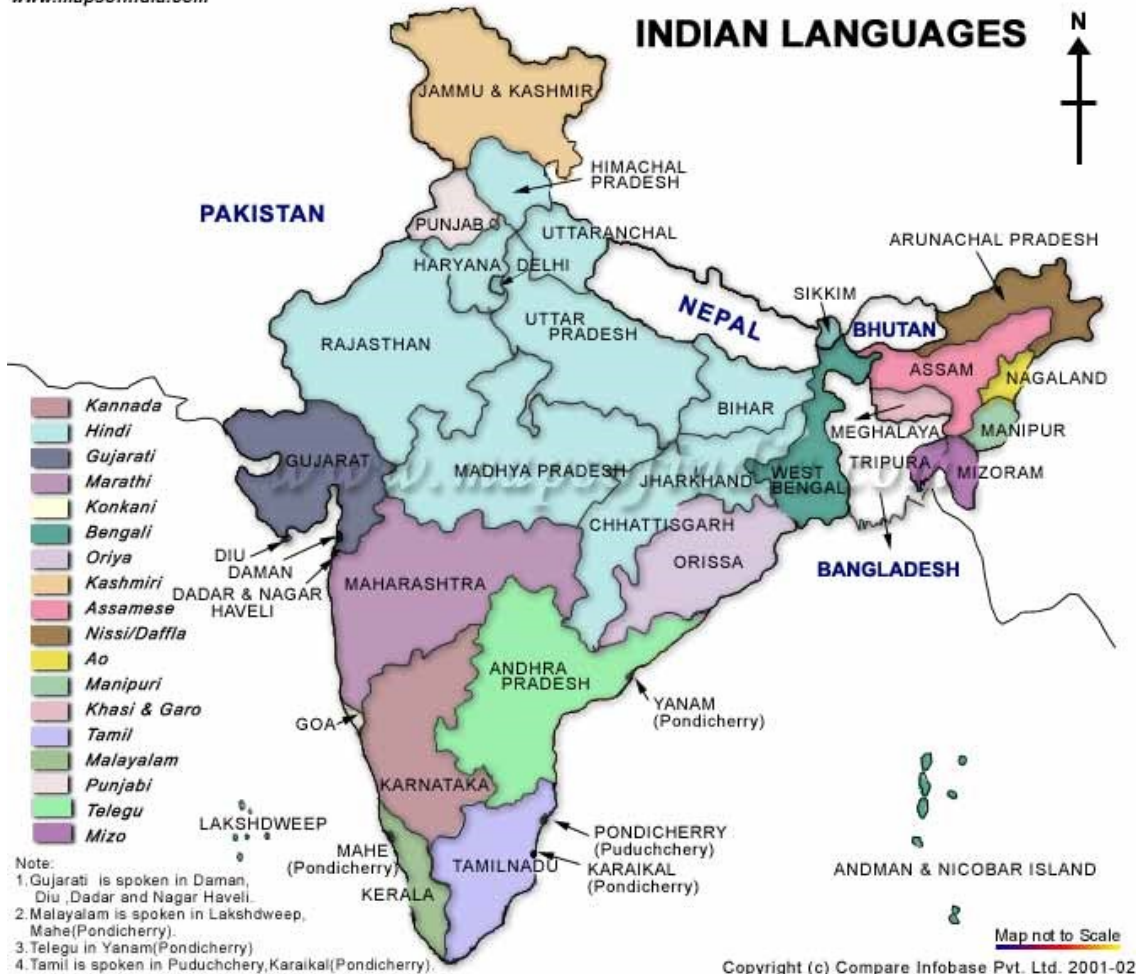 www.mapsofindia.com
INDIAN LANGUAGES
N
JAMMU & KASHMIR
HIMACHAL
PRADESH
PAKISTAN
PUNJAB
UTTARANCHAL
HARYANA
DELHI
ARUNACHAL PRADESH
SIKKIM
NEPAL
BHUTAN
UTTAR
PRADESH
RAJASTHAN
ASSAM
NAGALAND
BIHAR
MEGHALAYA
MANIPUR
GUJARAT
MADHYA PRADESH
JHARKHAND
WEST
BENGAL
TRIPURA
MIZORAM
CHHATTISGARH
ORISSA
BANGLADESH
DIU
DAMAN
DADAR & NAGAR
HAVELI
MAHARASHTRA
ANDHRA
PRADESH
YANAM
(Pondicherry)
GOA
KARNATAKA
LAKSHDWEEP
MAHE
(Pondicherry)
KERALA
TAMILNADU
PONDICHERRY
(Puduchchery)
KARAIKAL
(Pondicherry)
ANDMAN & NICOBAR ISLAND
Kannada
Hindi
Gujarati
Marathi
Konkani
Bengali
Oriya
Kashmiri
Assamese
Nissi/Daffla
Ao
Manipuri
Khasi & Garo
Tamil
Malayalam
Punjabi
Telegu
Mizo
Note:
1.Gujarati is spoken in Daman,
Diu ,Dadar and Nagar Haveli.
2.Malayalam is spoken in Lakshdweep,
Mahe(Pondicherry).
3.Telegu in Yanam(Pondicherry)
4.Tamil is spoken in Puduchchery,Karaikal(Pondicherry).
Map not to Scale
Copyright (c) Compare Infobase Pvt. Ltd. 2001-02